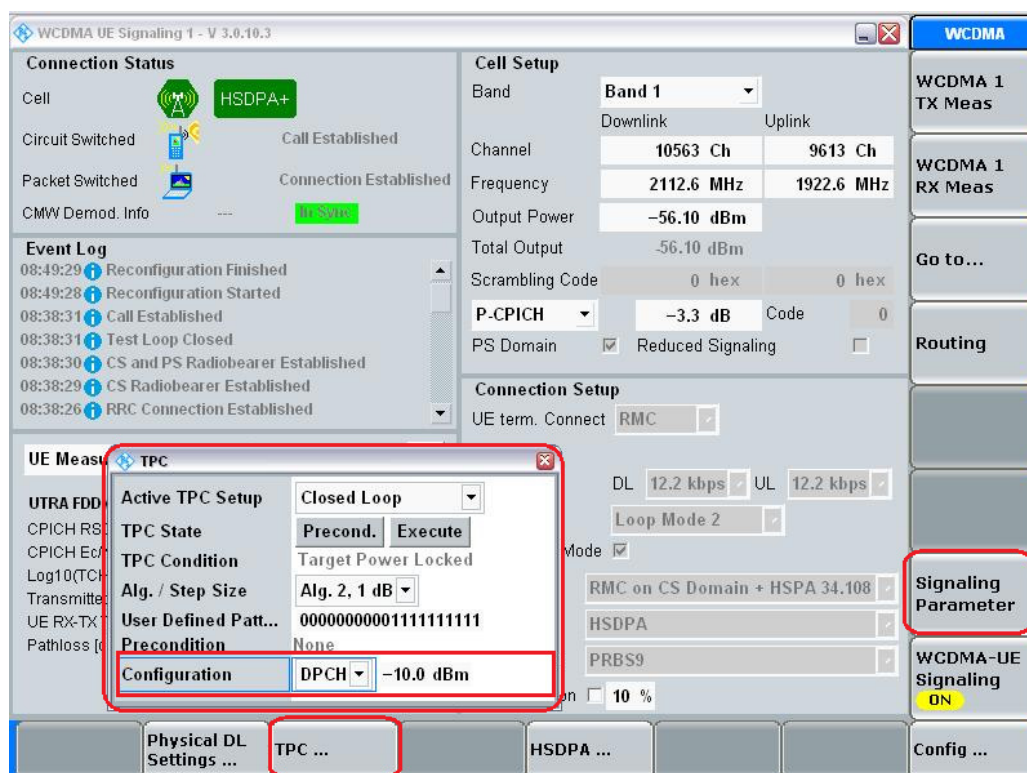 WCDMA UE Signaling 1 - V 3.0.10.3
WCDMA
Connection Status
Cell
HSDPA+
Circuit Switched
Call Established
Packet Switched
Connection Established
CMW Demod. Info --- In Sync
Event Log
08:49:29 Reconfiguration Finished
08:49:28 Reconfiguration Started
08:38:31 Call Established
08:38:31 Test Loop Closed
08:38:30 CS and PS Radiobearer Established
08:38:29 CS Radiobearer Established
08:38:26 RRC Connection Established
UE Measu
UTRA FDD
CPICH RS
CPICH Ec/
Log10(TCH
Transmitte
UE RX-TX T
Pathloss [d
TPC
Active TPC Setup Closed Loop
TPC State Precond. Execute
TPC Condition Target Power Locked
Alg. / Step Size Alg. 2, 1 dB
User Defined Patt... 00000000001111111111
Precondition None
Configuration DPCH -10.0 dBm
Cell Setup
Band Band 1
Downlink Uplink
Channel 10563 Ch 9613 Ch
Frequency 2112.6 MHz 1922.6 MHz
Output Power -56.10 dBm
Total Output -56.10 dBm
Scrambling Code 0 hex 0 hex
P-CPICH -3.3 dB Code 0
PS Domain Reduced Signaling
Connection Setup
UE term. Connect RMC
DL 12.2 kbps UL 12.2 kbps
Loop Mode 2
Mode
RMC on CS Domain + HSPA 34.108
HSDPA
PRBS9
on 10 %
WCDMA 1
TX Meas
WCDMA 1
RX Meas
Go to...
Routing
Signaling
Parameter
WCDMA-UE
Signaling
ON
Physical DL
Settings ...
TPC ...
HSDPA ...
Config ...